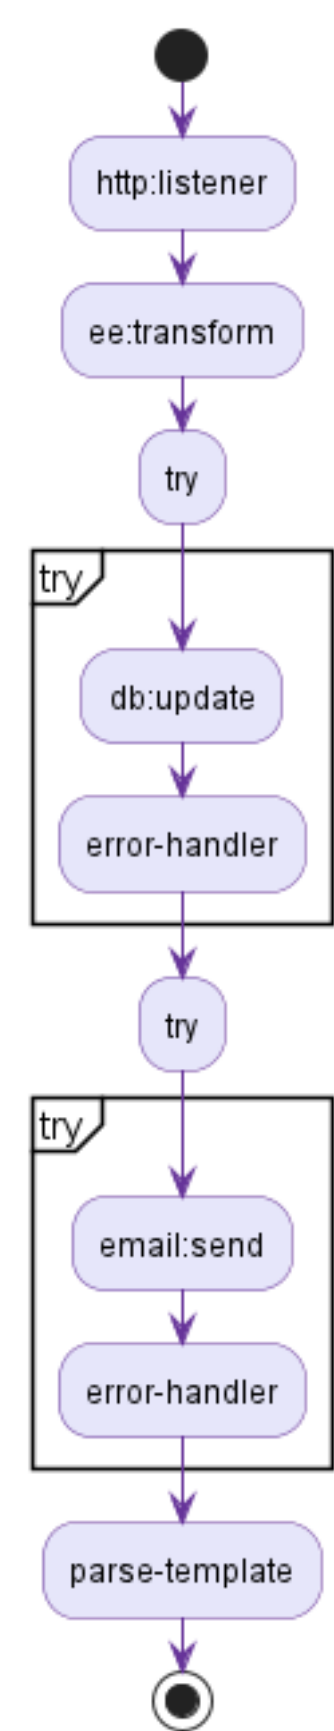 http:listener
ee:transform
try
try
db:update
error-handler
try
try
email:send
error-handler
parse-template